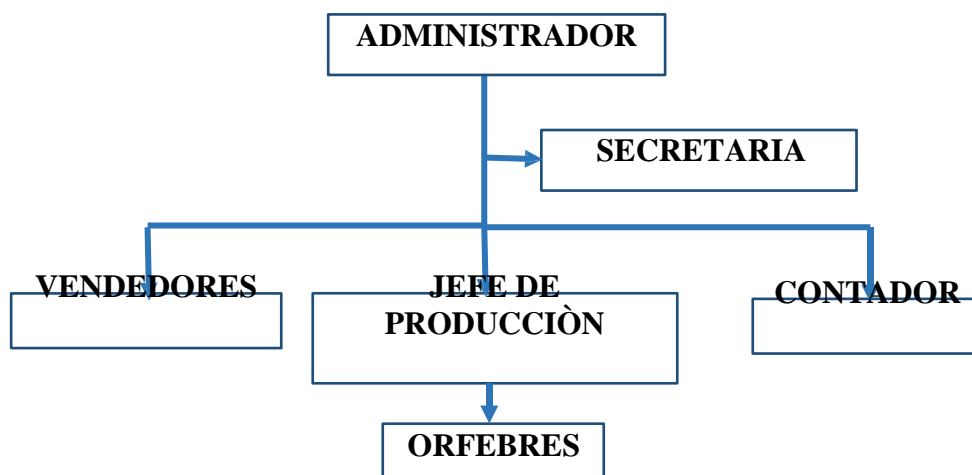 ADMINISTRADOR
SECRETARIA
VENDEDORES
JEFE DE
PRODUCCIÒN
CONTADOR
ORFEBRES